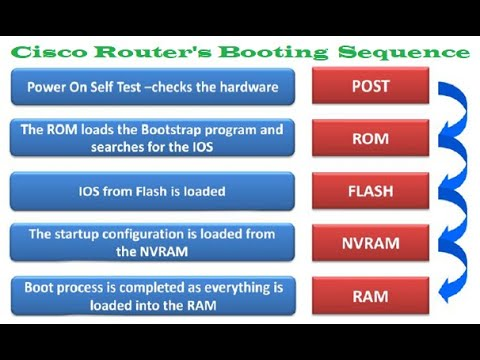 Cisco Router's Booting Sequence
Power On Self Test –checks the hardware
POST
The ROM loads the Bootstrap program and
searches for the IOS
ROM
IOS from Flash is loaded
FLASH
The startup configuration is loaded from
the NVRAM
NVRAM
Boot process is completed as everything is
loaded into the RAM
RAM